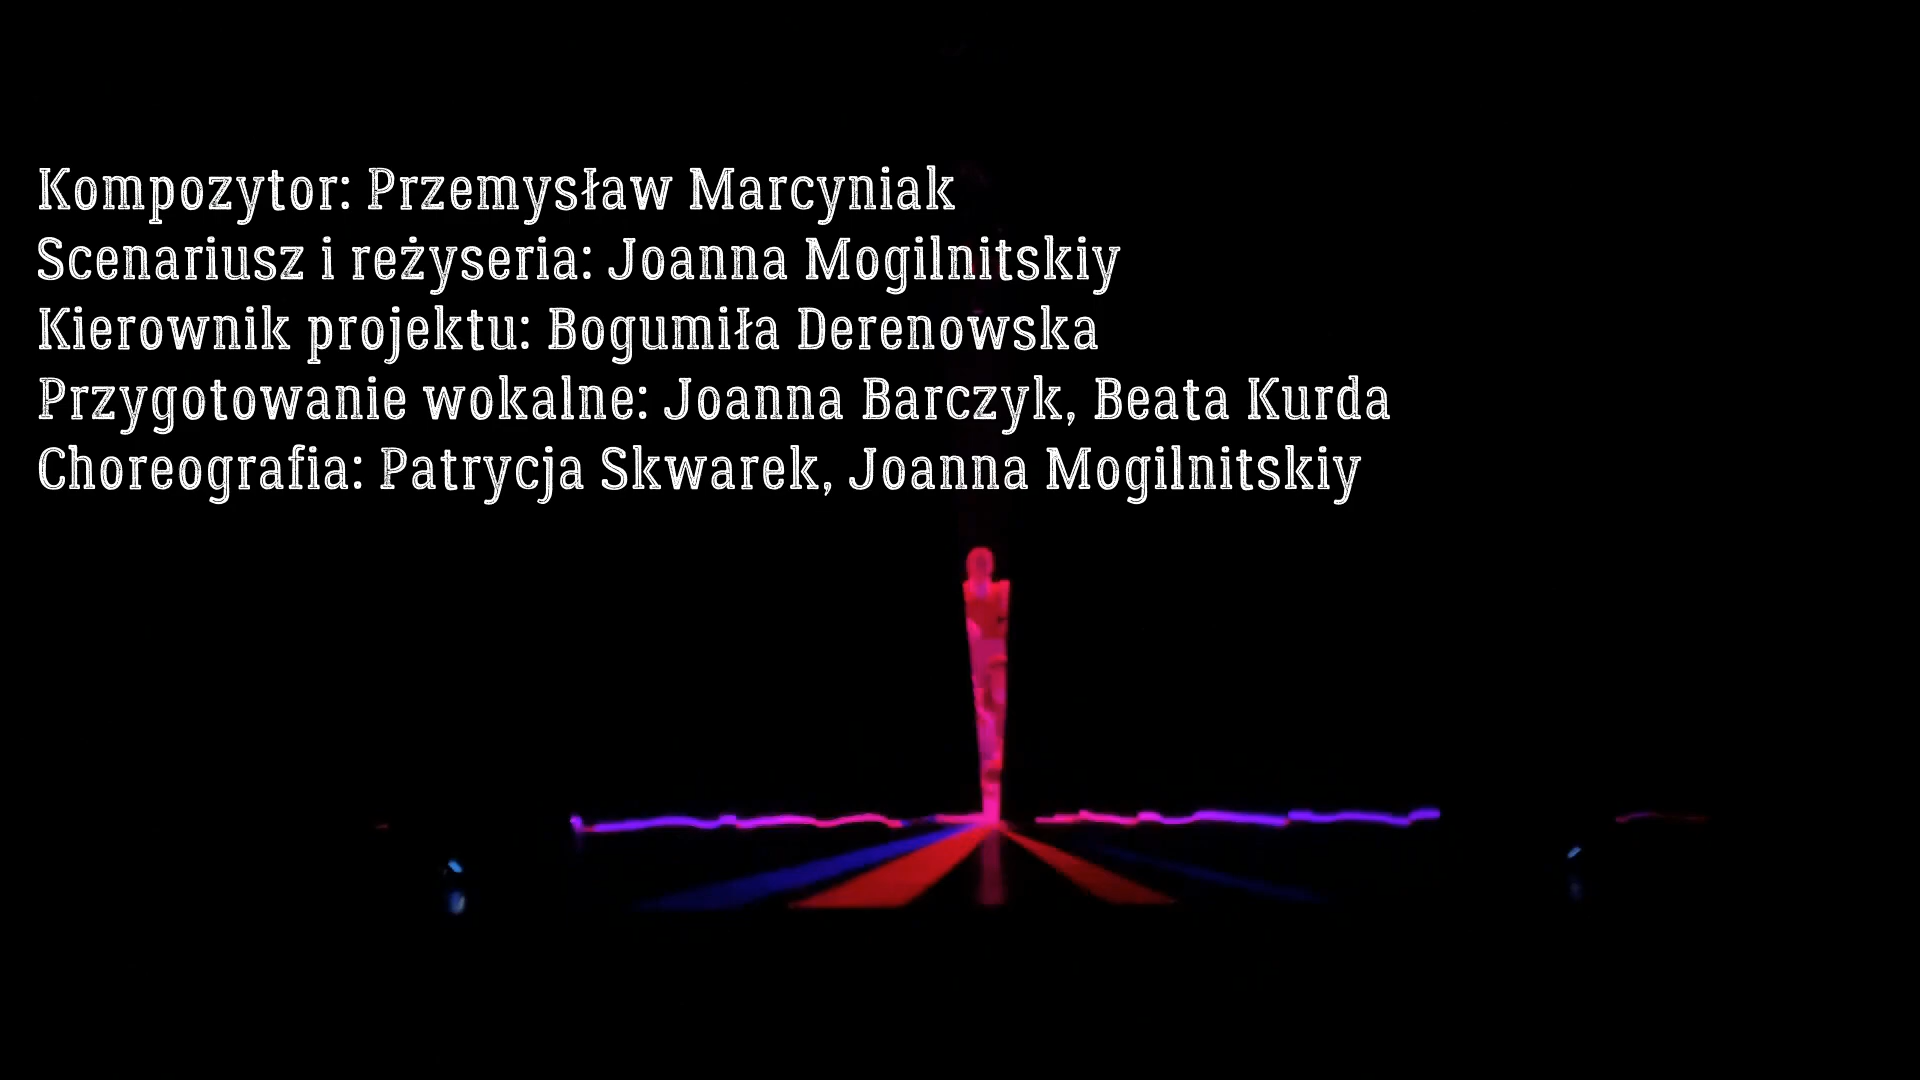 Kompozytor: Przemysław Marcyniak
Scenariusz i reżyseria: Joanna Mogilnitskiy
Kierownik projektu: Bogumiła Derenowska
Przygotowanie wokalne: Joanna Barczyk, Beata Kurda
Choreografia: Patrycja Skwarek, Joanna Mogilnitskiy